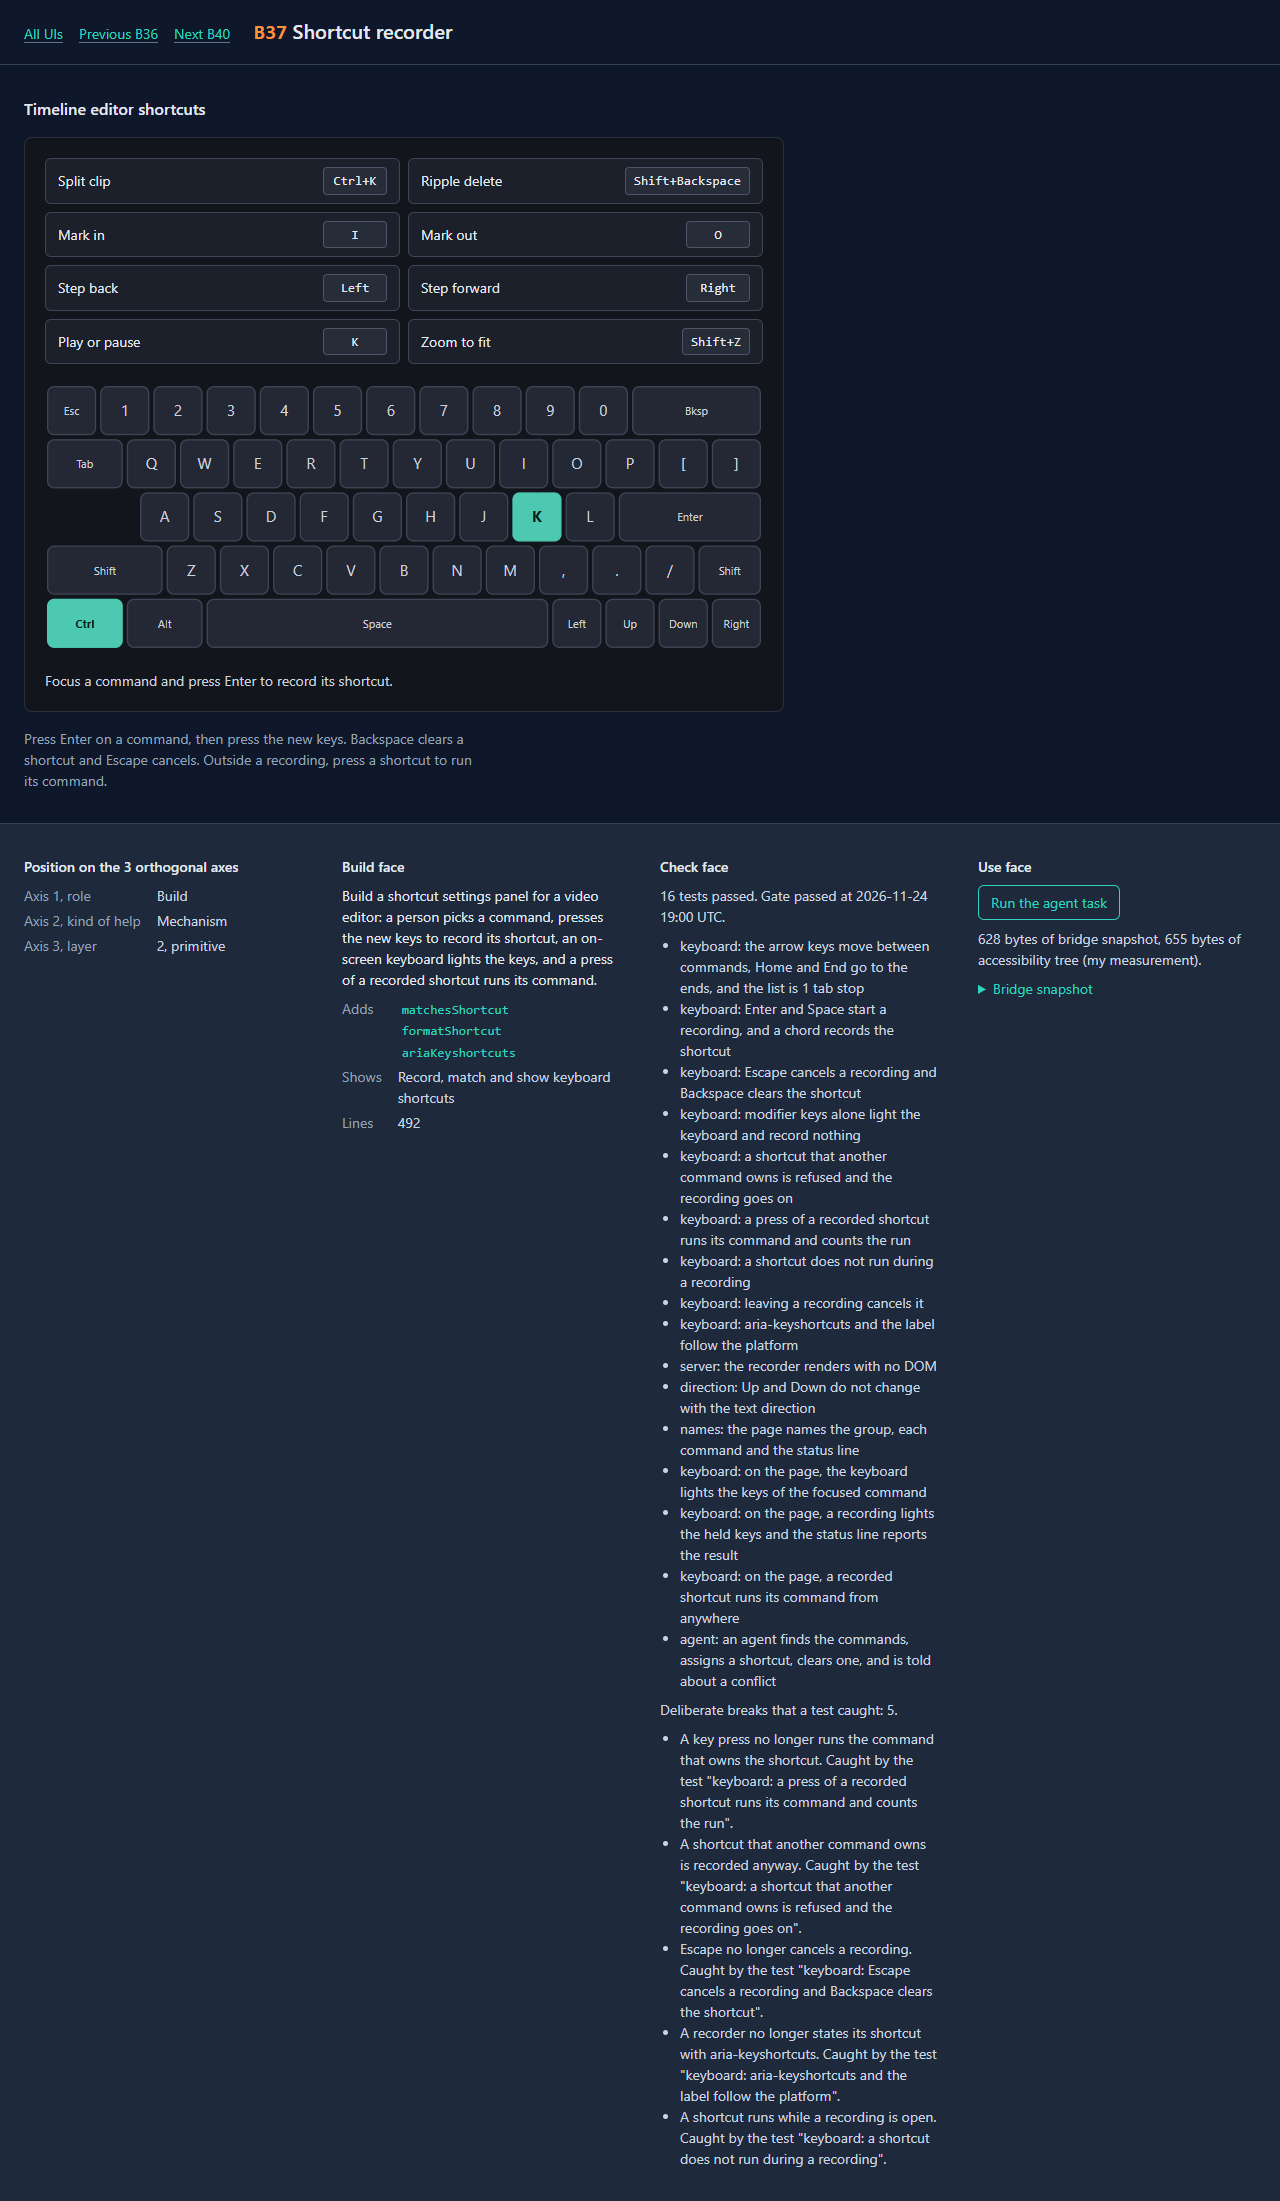 All UIs Previous B36 Next B40 B37 Shortcut recorder
Timeline editor shortcuts
Split clip Ctrl+K Ripple delete Shift+Backspace
Mark in I Mark out O
Step back Left Step forward Right
Play or pause K Zoom to fit Shift+Z
Esc 1 2 3 4 5 6 7 8 9 0 Bksp
Tab Q W E R T Y U I O P [ ]
A S D F G H J K L Enter
Shift Z X C V B N M , . / Shift
Ctrl Alt Space Left Up Down Right
Focus a command and press Enter to record its shortcut.
Press Enter on a command, then press the new keys. Backspace clears a
shortcut and Escape cancels. Outside a recording, press a shortcut to run
its command.
Position on the 3 orthogonal axes
Axis 1, role Build
Axis 2, kind of help Mechanism
Axis 3, layer 2, primitive
Build face
Build a shortcut settings panel for a video
editor: a person picks a command, presses
the new keys to record its shortcut, an on-
screen keyboard lights the keys, and a press
of a recorded shortcut runs its command.
Adds matchesShortcut
formatShortcut
ariaKeyshortcuts
Shows Record, match and show keyboard
shortcuts
Lines 492
Check face
16 tests passed. Gate passed at 2026-11-24
19:00 UTC.
• keyboard: the arrow keys move between
commands, Home and End go to the
ends, and the list is 1 tab stop
• keyboard: Enter and Space start a
recording, and a chord records the
shortcut
• keyboard: Escape cancels a recording and
Backspace clears the shortcut
• keyboard: modifier keys alone light the
keyboard and record nothing
• keyboard: a shortcut that another
command owns is refused and the
recording goes on
• keyboard: a press of a recorded shortcut
runs its command and counts the run
• keyboard: a shortcut does not run during
a recording
• keyboard: leaving a recording cancels it
• keyboard: aria-keyshortcuts and the label
follow the platform
• server: the recorder renders with no DOM
• direction: Up and Down do not change
with the text direction
• names: the page names the group, each
command and the status line
• keyboard: on the page, the keyboard
lights the keys of the focused command
• keyboard: on the page, a recording lights
the held keys and the status line reports
the result
• keyboard: on the page, a recorded
shortcut runs its command from
anywhere
• agent: an agent finds the commands,
assigns a shortcut, clears one, and is told
about a conflict
Deliberate breaks that a test caught: 5.
• A key press no longer runs the command
that owns the shortcut. Caught by the
test "keyboard: a press of a recorded
shortcut runs its command and counts
the run".
• A shortcut that another command owns
is recorded anyway. Caught by the test
"keyboard: a shortcut that another
command owns is refused and the
recording goes on".
• Escape no longer cancels a recording.
Caught by the test "keyboard: Escape
cancels a recording and Backspace clears
the shortcut".
• A recorder no longer states its shortcut
with aria-keyshortcuts. Caught by the test
"keyboard: aria-keyshortcuts and the
label follow the platform".
• A shortcut runs while a recording is open.
Caught by the test "keyboard: a shortcut
does not run during a recording".
Use face
Run the agent task
628 bytes of bridge snapshot, 655 bytes of
accessibility tree (my measurement).
▶ Bridge snapshot